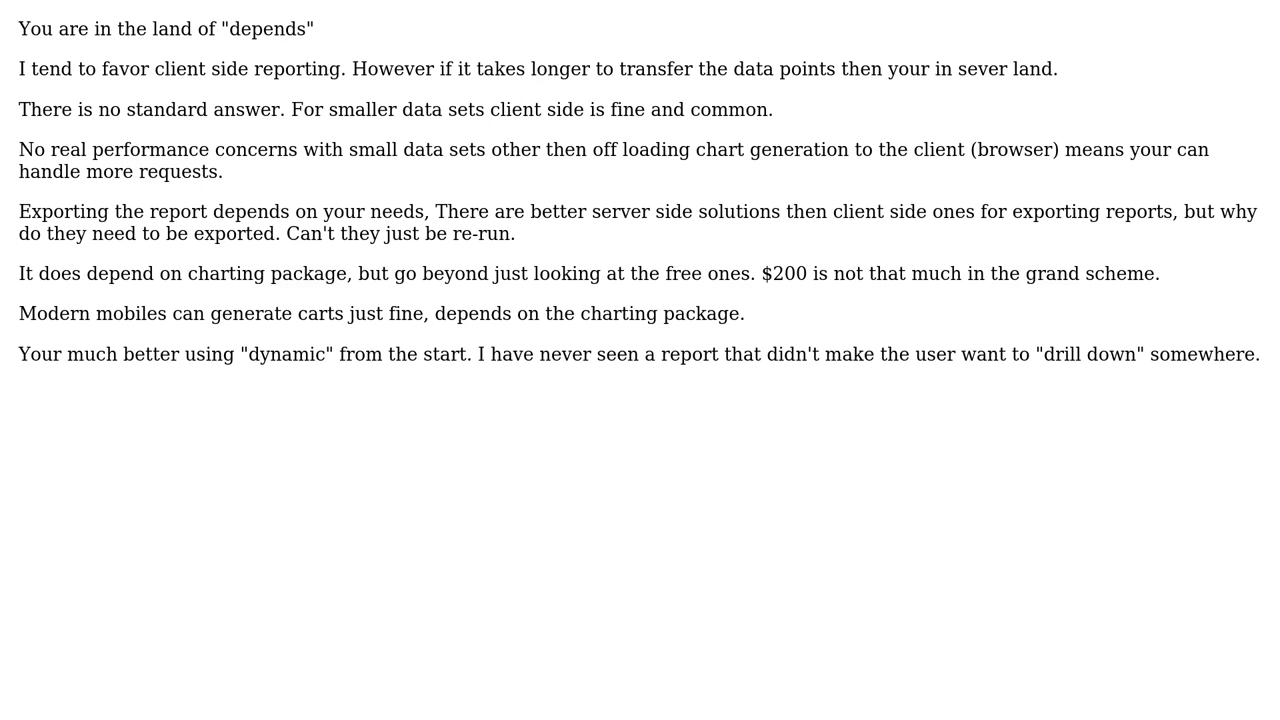 You are in the land of "depends"
I tend to favor client side reporting. However if it takes longer to transfer the data points then your in sever land.
There is no standard answer. For smaller data sets client side is fine and common.
No real performance concerns with small data sets other then off loading chart generation to the client (browser) means your can
handle more requests.
Exporting the report depends on your needs, There are better server side solutions then client side ones for exporting reports, but why
do they need to be exported. Can't they just be re-run.
It does depend on charting package, but go beyond just looking at the free ones. $200 is not that much in the grand scheme.
Modern mobiles can generate carts just fine, depends on the charting package.
Your much better using "dynamic" from the start. I have never seen a report that didn't make the user want to "drill down" somewhere.